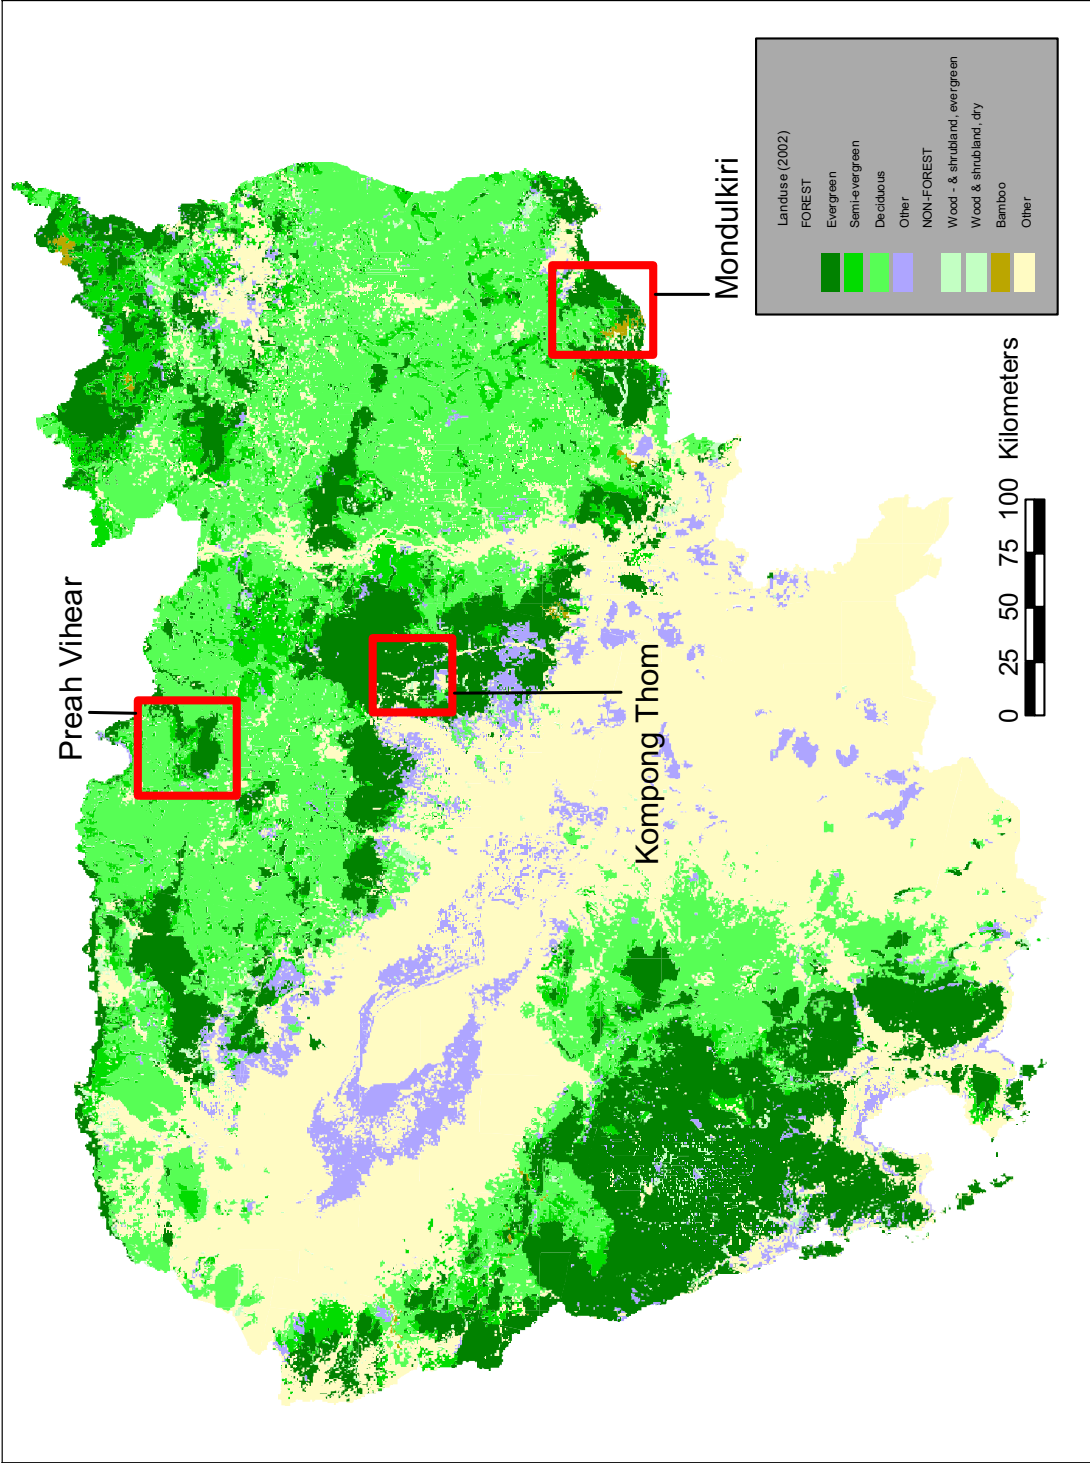 Preah Vihear
Kompong Thom
Mondulkiri
Landuse (2002)
FOREST
Evergreen
Semi-evergreen
Deciduous
Other
NON-FOREST
Wood - & shrubland, evergreen
Wood & shrubland, dry
Bamboo
Other
0 25 50 75 100 Kilometers